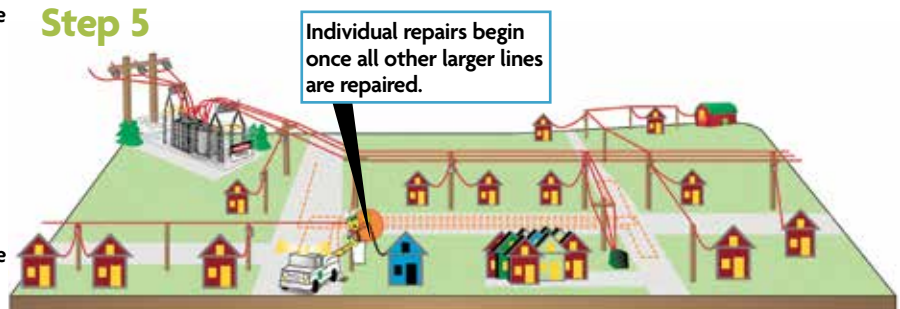 e
Step 5
Individual repairs begin
once all other larger lines
are repaired.
e